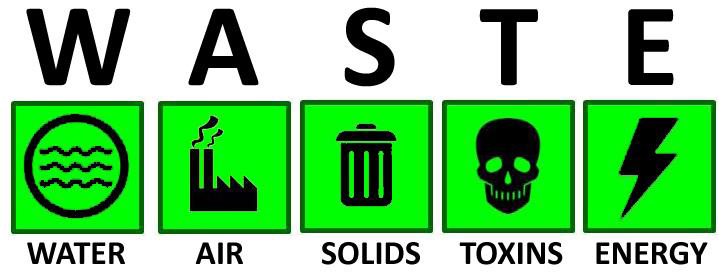 W A S T E
WATER AIR SOLIDS TOXINS ENERGY